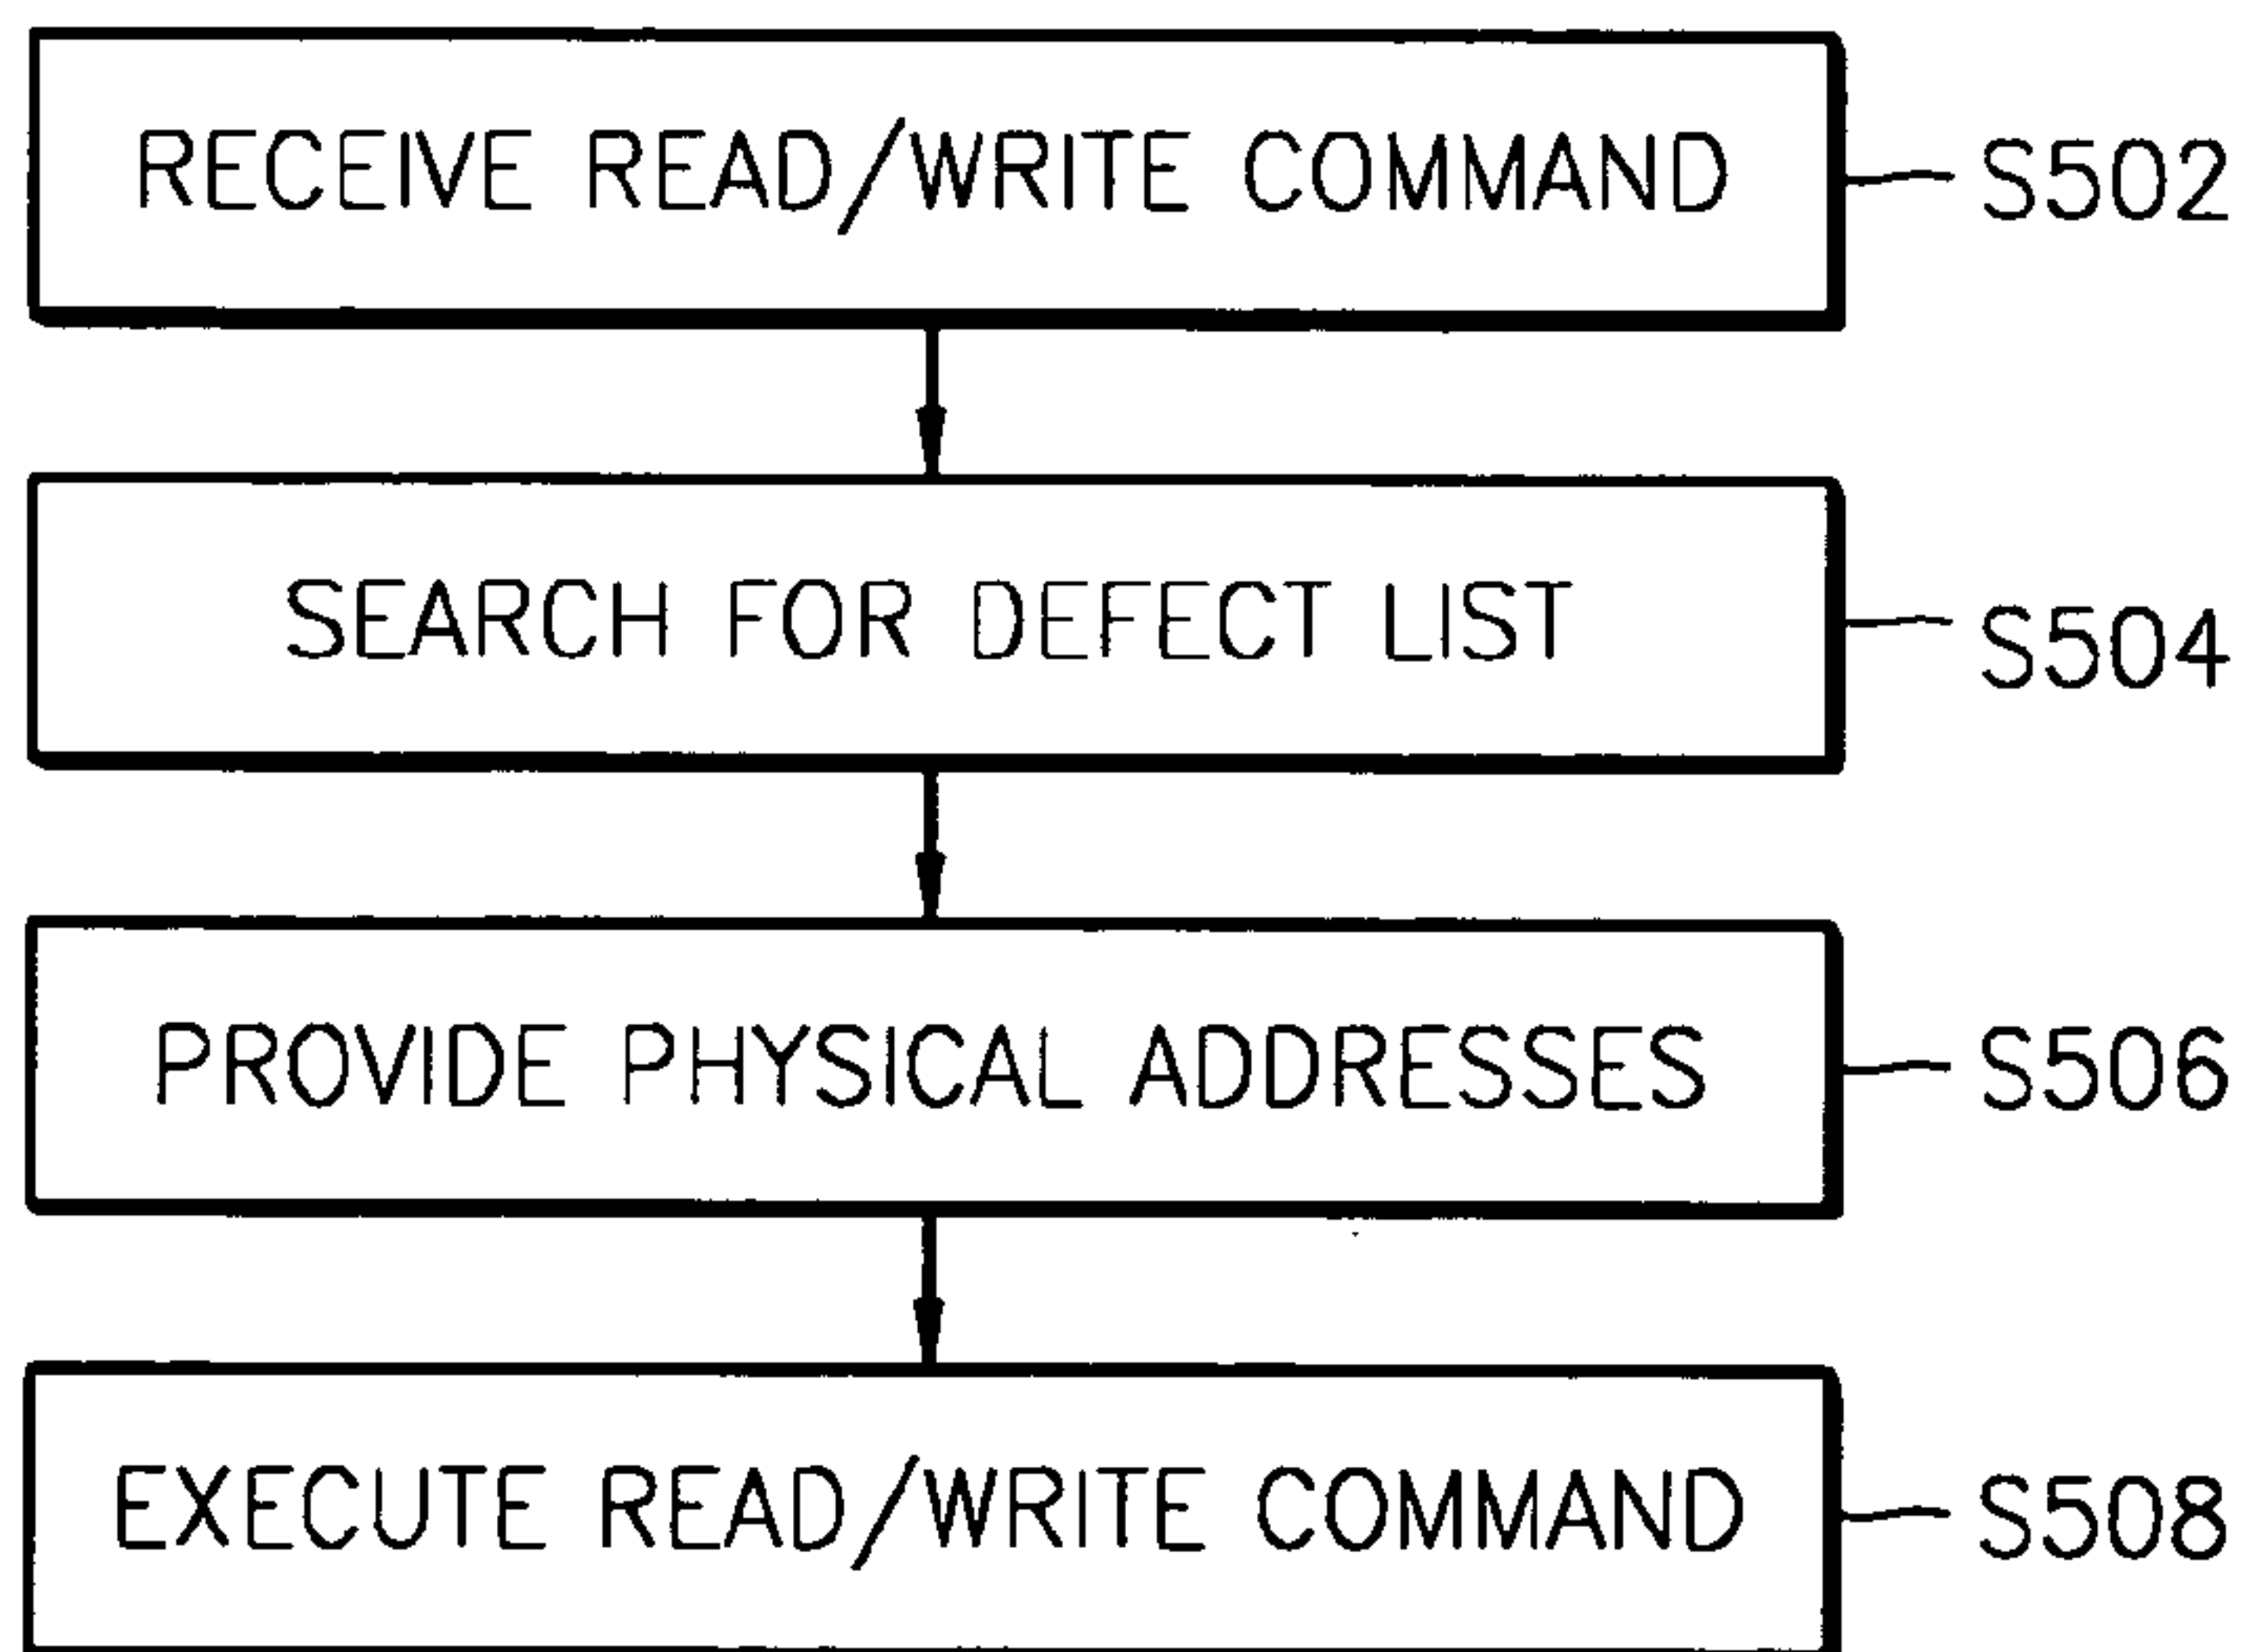 RECEIVE READ/WRITE COMMAND S502
SEARCH FOR DEFECT LIST S504
PROVIDE PHYSICAL ADDRESSES S506
EXECUTE READ/WRITE COMMAND S508